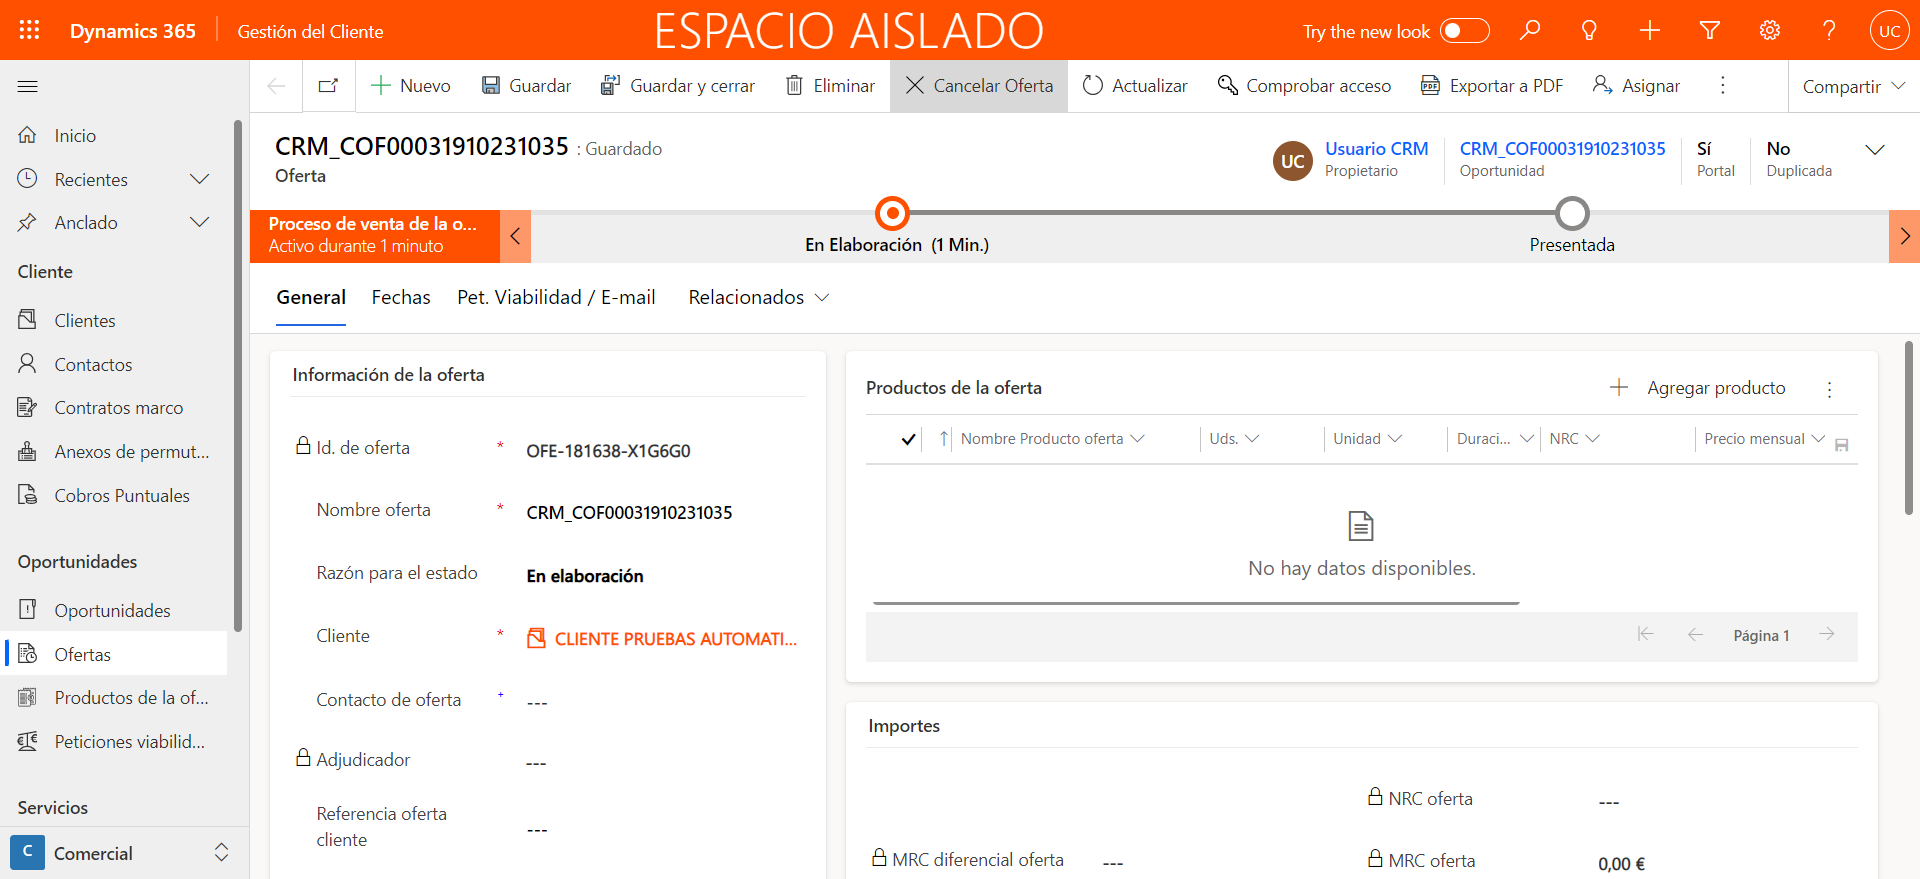 Dynamics 365
Gestión del Cliente
ESPACIO AISLADO
Try the new look
UC
Nuevo
Guardar
Guardar y cerrar
Eliminar
Cancelar Oferta
Actualizar
Comprobar acceso
PDF
Exportar a PDF
Asignar
Compartir
Inicio
Recientes
Anclado
Cliente
Clientes
Contactos
Contratos marco
Anexos de permut...
Cobros Puntuales
Oportunidades
Oportunidades
Ofertas
Productos de la of...
Peticiones viabilid...
Servicios
C
Comercial
CRM_COF00031910231035 : Guardado
Oferta
UC
Usuario CRM
Propietario
CRM_COF00031910231035
Oportunidad
Sí
Portal
No
Duplicada
Proceso de venta de la o...
Activo durante 1 minuto
En Elaboración (1 Min.)
Presentada
General
Fechas
Pet. Viabilidad / E-mail
Relacionados
Información de la oferta
Id. de oferta * OFE-181638-X1G6G0
Nombre oferta * CRM_COF00031910231035
Razón para el estado En elaboración
Cliente * CLIENTE PRUEBAS AUTOMATI...
Contacto de oferta + ---
Adjudicador ---
Referencia oferta
cliente ---
Productos de la oferta
Agregar producto
Nombre Producto oferta
Uds.
Unidad
Duraci...
NRC
Precio mensual
No hay datos disponibles.
Página 1
Importes
NRC oferta ---
MRC diferencial oferta ---
MRC oferta 0,00 €